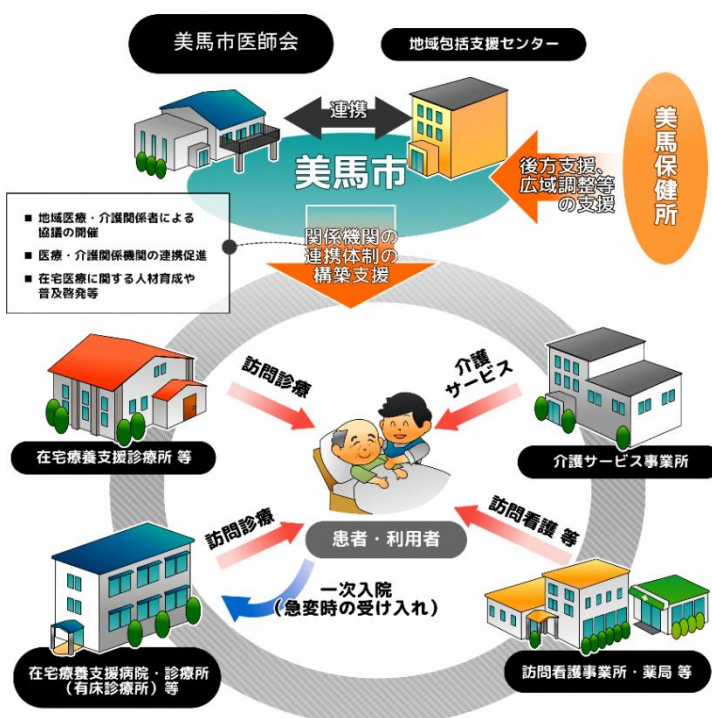 美馬市医師会
地域包括支援センター
連携
美馬市
美馬保健所
後方支援、
広域調整等
の支援
■ 地域医療・介護関係者による
協議の開催
■ 医療・介護関係機関の連携促進
■ 在宅医療に関する人材育成や
普及啓発等
関係機関の
連携体制の
構築支援
訪問診療
介護
サービス
在宅療養支援診療所 等
介護サービス事業所
訪問診療
患者・利用者
訪問看護 等
一次入院
（急変時の受け入れ）
在宅療養支援病院・診療所
（有床診療所）等
訪問看護事業所・薬局 等